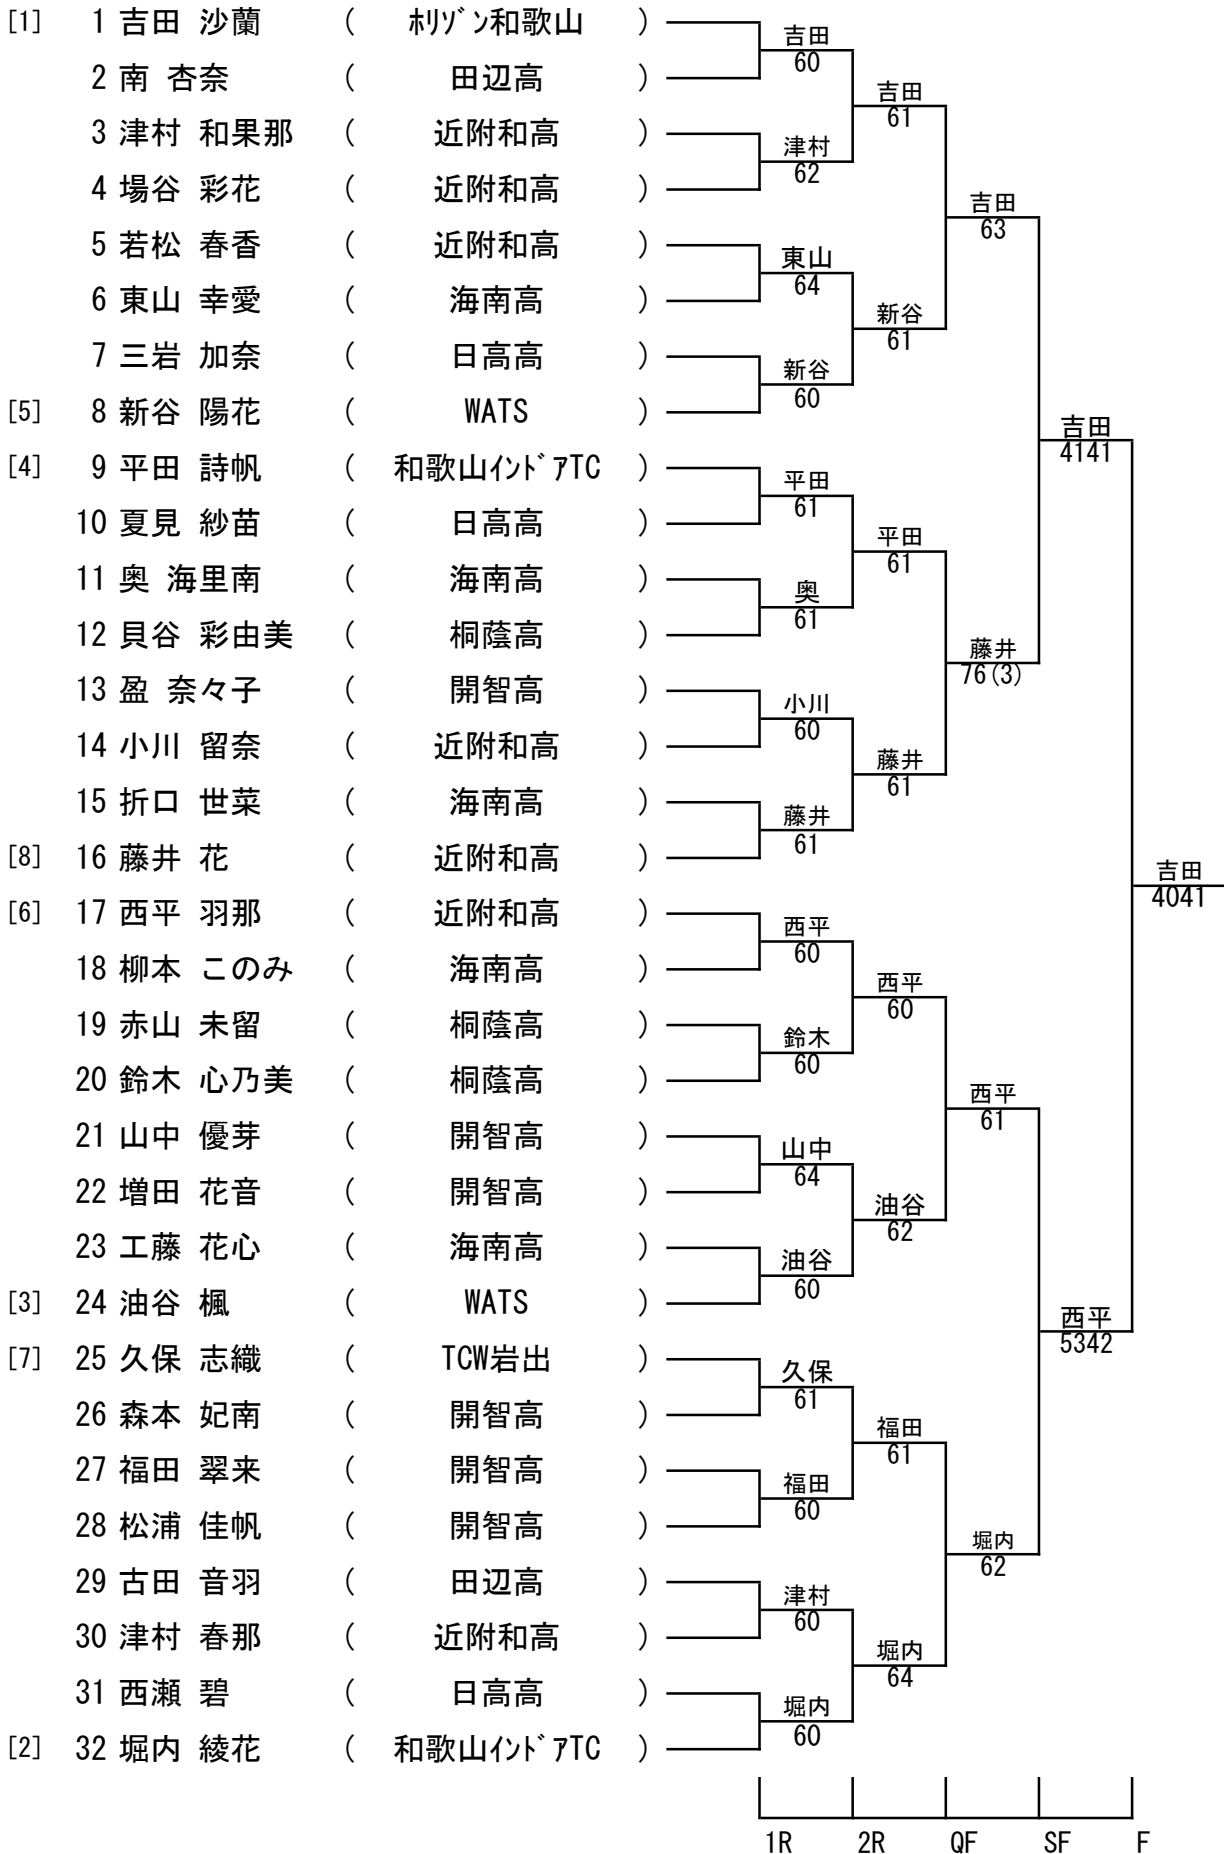 [1] 1 吉田 沙蘭 ( ﾎﾘｿﾞﾝ和歌山 )
吉田
60
2 南 杏奈 ( 田辺高 )
吉田
61
3 津村 和果那 ( 近附和高 )
津村
62
4 場谷 彩花 ( 近附和高 )
吉田
63
5 若松 春香 ( 近附和高 )
東山
64
6 東山 幸愛 ( 海南高 )
新谷
61
7 三岩 加奈 ( 日高高 )
新谷
60
[5] 8 新谷 陽花 ( WATS )
吉田
4141
[4] 9 平田 詩帆 ( 和歌山ｲﾝﾄﾞｱTC )
平田
61
10 夏見 紗苗 ( 日高高 )
平田
61
11 奥 海里南 ( 海南高 )
奥
61
12 貝谷 彩由美 ( 桐蔭高 )
藤井
76(3)
13 盈 奈々子 ( 開智高 )
小川
60
14 小川 留奈 ( 近附和高 )
藤井
61
15 折口 世菜 ( 海南高 )
藤井
61
[8] 16 藤井 花 ( 近附和高 )
吉田
4041
[6] 17 西平 羽那 ( 近附和高 )
西平
60
18 柳本 このみ ( 海南高 )
西平
60
19 赤山 未留 ( 桐蔭高 )
鈴木
60
20 鈴木 心乃美 ( 桐蔭高 )
西平
61
21 山中 優芽 ( 開智高 )
山中
64
22 増田 花音 ( 開智高 )
油谷
62
23 工藤 花心 ( 海南高 )
油谷
60
[3] 24 油谷 楓 ( WATS )
西平
5342
[7] 25 久保 志織 ( TCW岩出 )
久保
61
26 森本 妃南 ( 開智高 )
福田
61
27 福田 翠来 ( 開智高 )
福田
60
28 松浦 佳帆 ( 開智高 )
堀内
62
29 古田 音羽 ( 田辺高 )
津村
60
30 津村 春那 ( 近附和高 )
堀内
64
31 西瀬 碧 ( 日高高 )
堀内
60
[2] 32 堀内 綾花 ( 和歌山ｲﾝﾄﾞｱTC )
1R 2R QF SF F